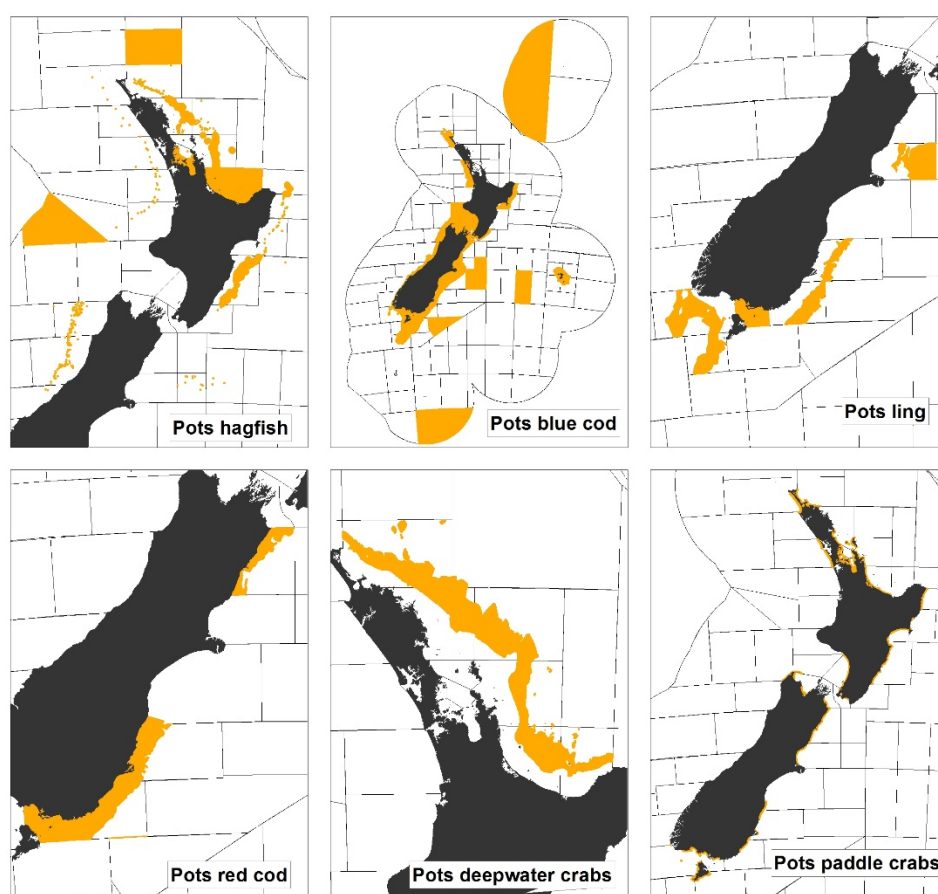 Pots hagfish
Pots blue cod
Pots ling
Pots red cod
Pots deepwater crabs
Pots paddle crabs